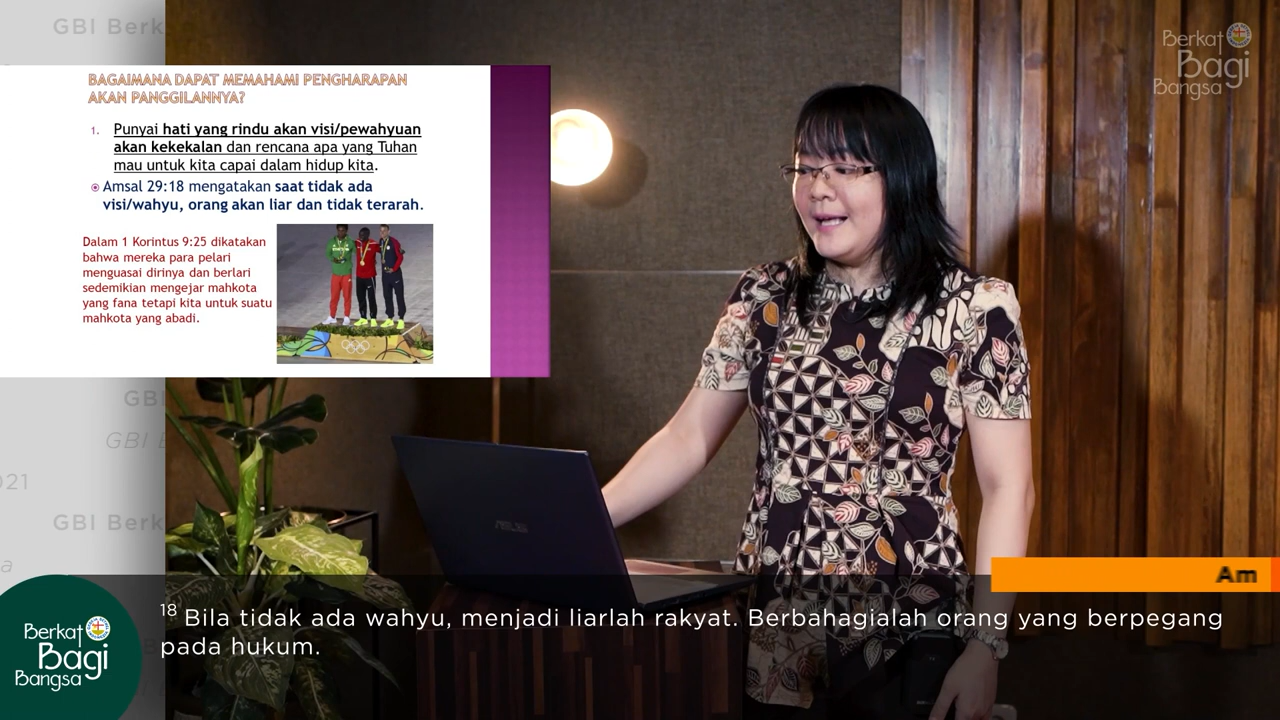 GBI Berk
Berkat
Bagi
Bangsa
BAGAIMANA DAPAT MEMAHAMI PENGHARAPAN
AKAN PANGGILANNYA?
1. Punyai hati yang rindu akan visi/pewahyuan
akan kekekalan dan rencana apa yang Tuhan
mau untuk kita capai dalam hidup kita.
Amsal 29:18 mengatakan saat tidak ada
visi/wahyu, orang akan liar dan tidak terarah.
Dalam 1 Korintus 9:25 dikatakan
bahwa mereka para pelari
menguasai dirinya dan berlari
sedemikian mengejar mahkota
yang fana tetapi kita untuk suatu
mahkota yang abadi.
GBI
GBI
021
GBI Berk
a
ASUS
Am
18 Bila tidak ada wahyu, menjadi liarlah rakyat. Berbahagialah orang yang berpegang
pada hukum.
Berkat
Bagi
Bangsa